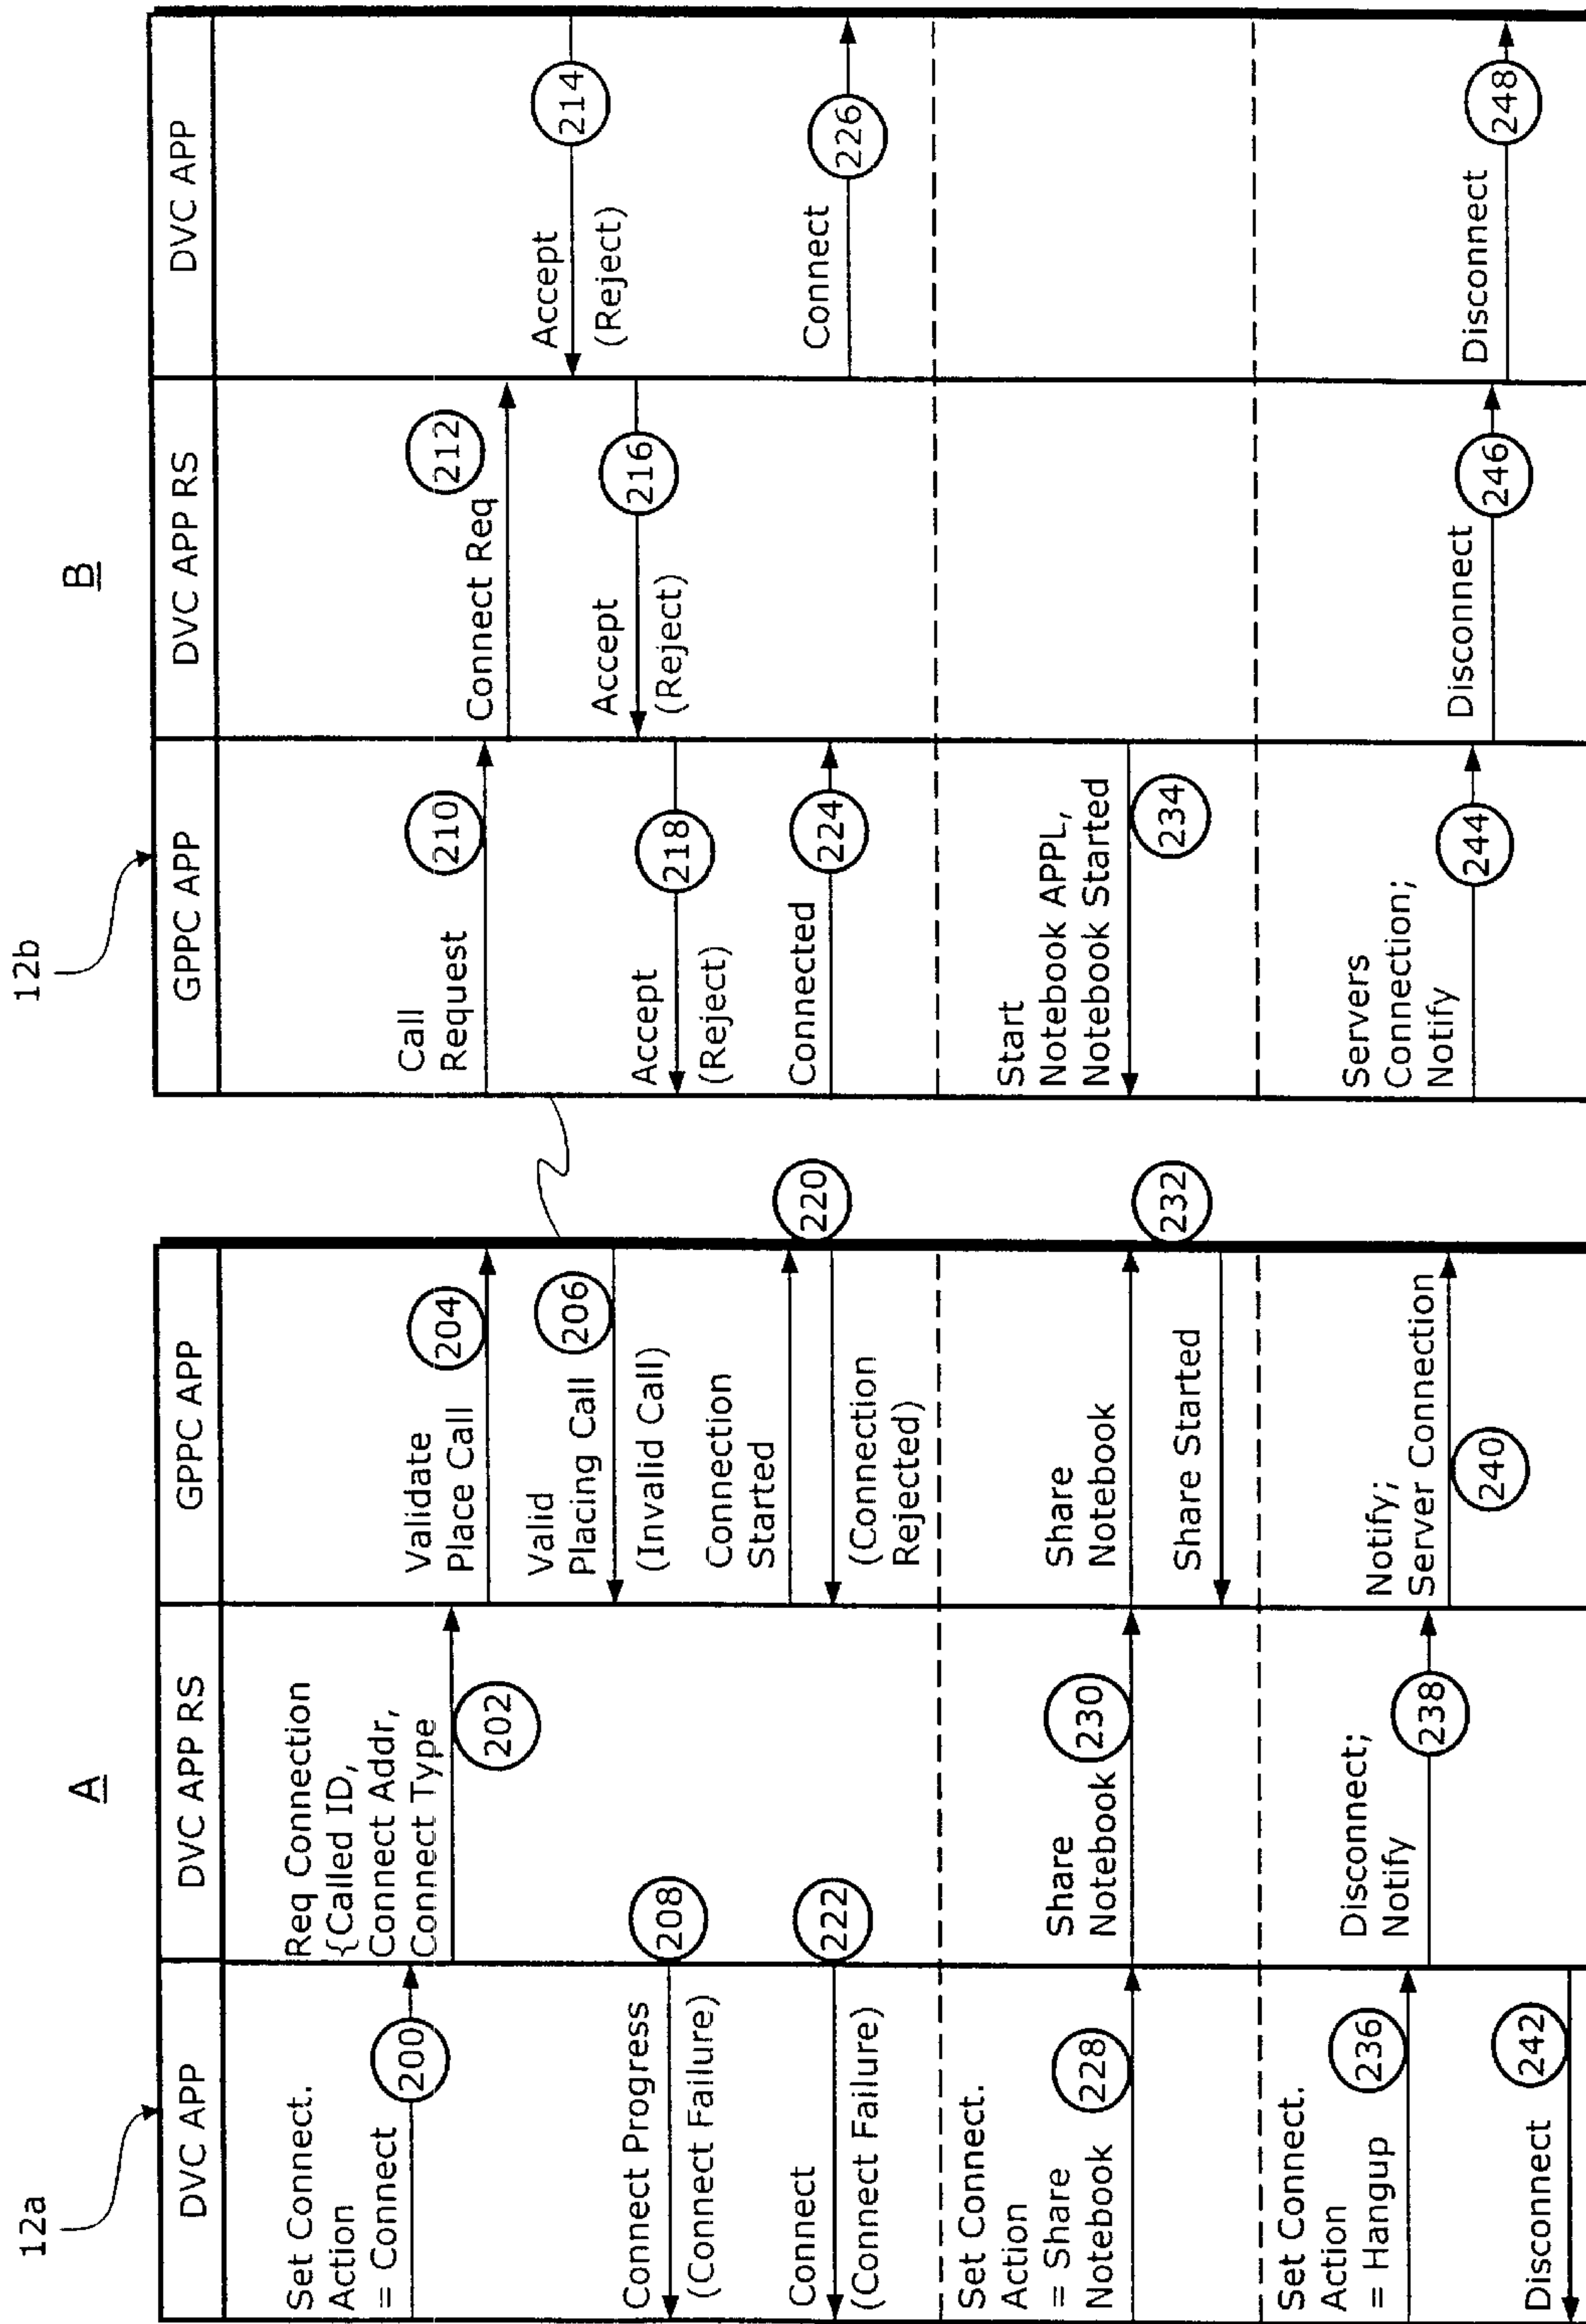 12a
12b
A
B
DVC APP
DVC APP RS
GPPC APP
GPPC APP
DVC APP RS
DVC APP
Set Connect.
Action
= Connect
200
Req Connection
{Called ID,
Connect Addr,
Connect Type
202
Validate
Place Call
204
Valid
Placing Call
206
(Invalid Call)
Connect Progress
208
(Connect Failure)
Call
Request
210
Connect Req
212
Accept
214
(Reject)
Accept
216
(Reject)
Accept
218
(Reject)
Connection
Started
220
(Connection
Rejected)
Connect
222
(Connect Failure)
Connected
224
Connect
226
Set Connect.
Action
= Share
Notebook
228
Share
Notebook
230
Share
Notebook
232
Share Started
Start
Notebook APPL,
Notebook Started
234
Set Connect.
Action
= Hangup
236
Disconnect;
Notify
238
Notify;
Server Connection
240
Disconnect
242
Servers
Connection;
Notify
244
Disconnect
246
Disconnect
248